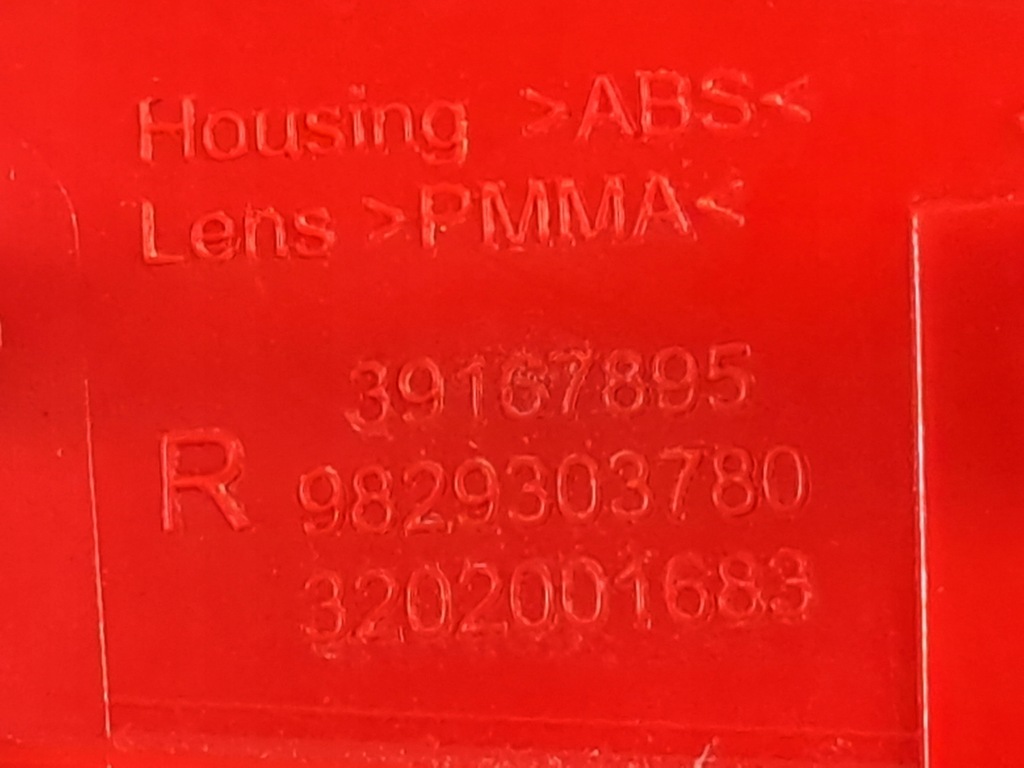 Housing >ABS<
Lens >PMMA<
39167895
R 9829303780
3202001683